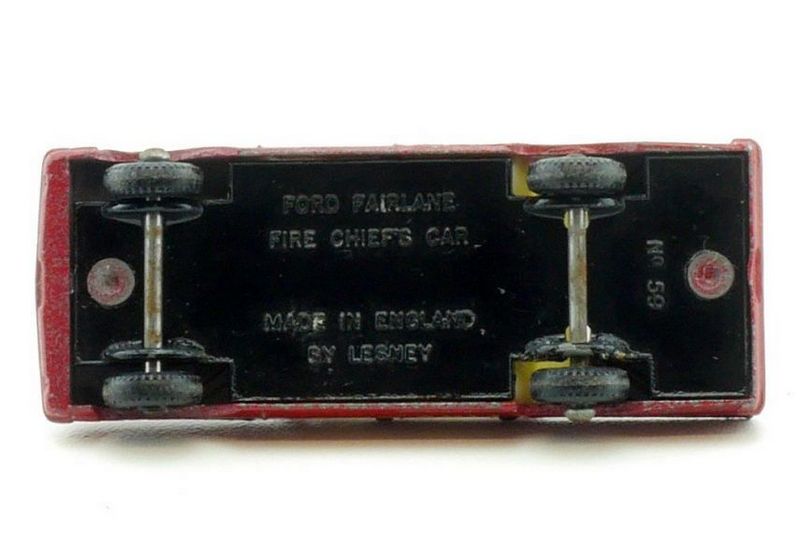 FORD FAIRLANE
FIRE CHIEF'S CAR
MADE IN ENGLAND
BY LESNEY
No 59